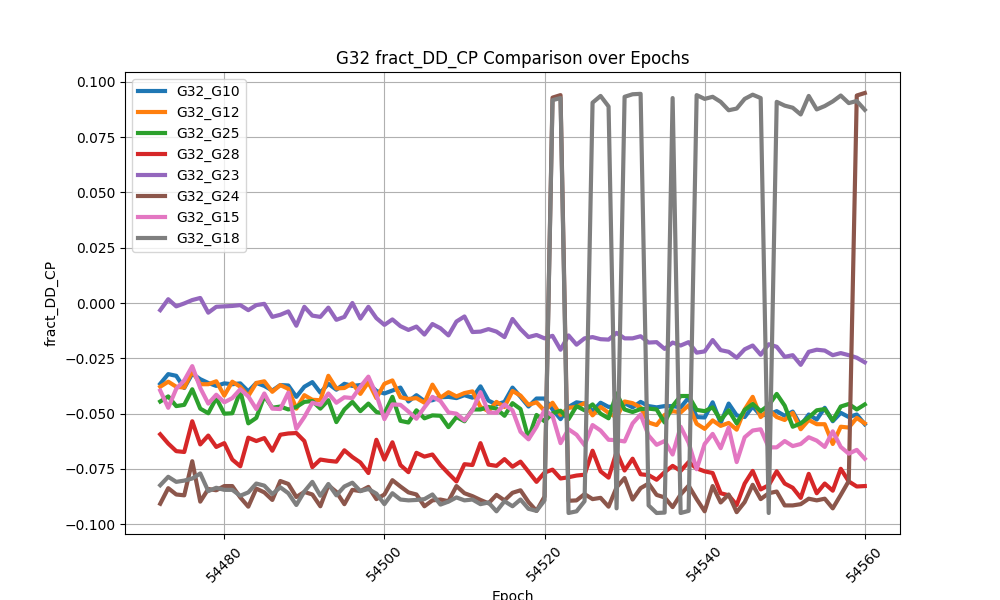 G32 fract_DD_CP Comparison over Epochs
0.100
0.075
0.050
0.025
0.000
−0.025
−0.050
−0.075
−0.100
fract_DD_CP
G32_G10
G32_G12
G32_G25
G32_G28
G32_G23
G32_G24
G32_G15
G32_G18
54480
54500
54520
54540
54560
Epoch